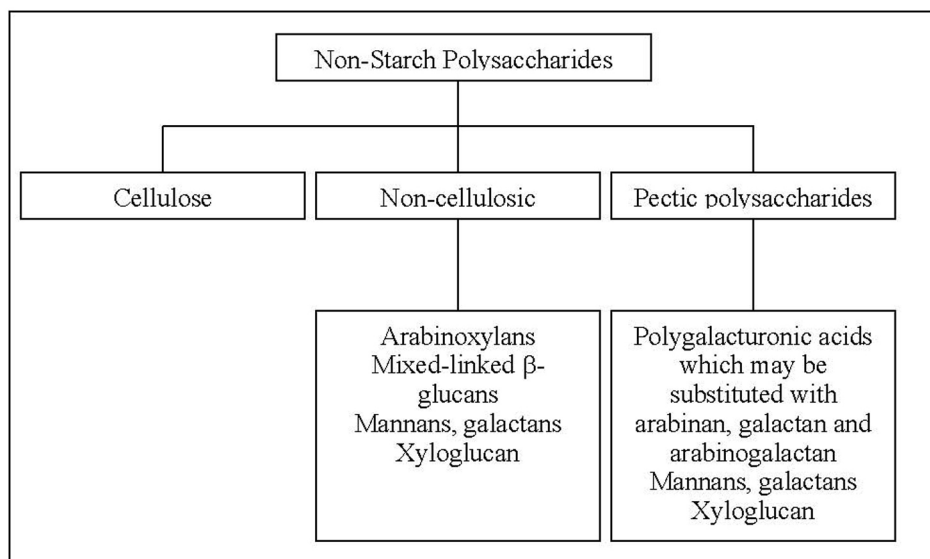 Non-Starch Polysaccharides
Cellulose
Non-cellulosic
Pectic polysaccharides
Arabinoxylans
Mixed-linked β-
glucans
Mannans, galactans
Xyloglucan
Polygalacturonic acids
which may be
substituted with
arabinan, galactan and
arabinogalactan
Mannans, galactans
Xyloglucan